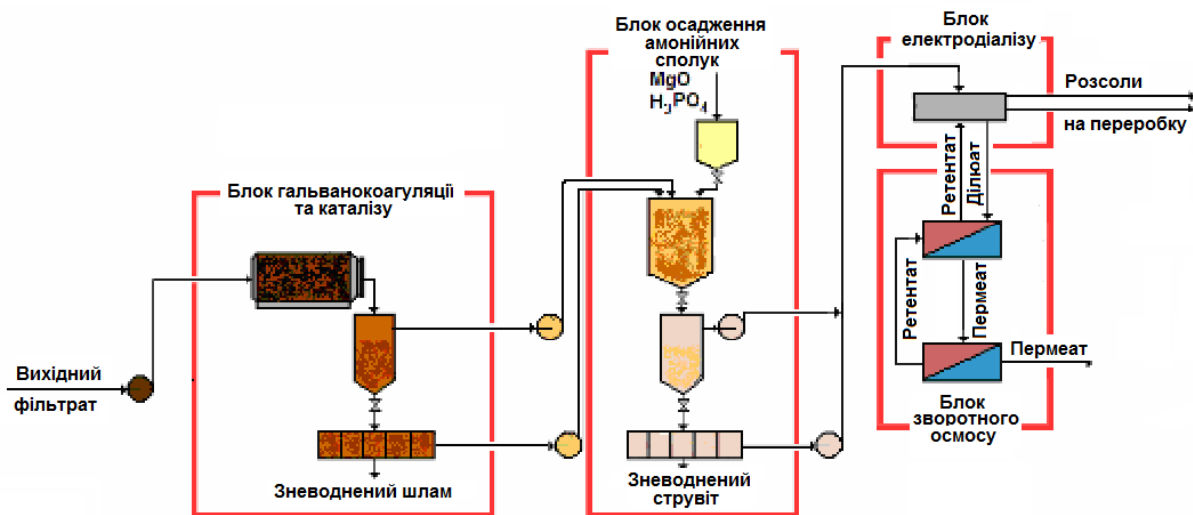 Блок осадження
амонійних
сполук
MgO
H₃PO₄
Блок
електродіалізу
Розсоли
на переробку
Ретентат
Ділюат
Блок гальванокоагуляції
та каталізу
Ретентат
Пермеат
Пермеат
Вихідний
фільтрат
Блок
зворотного
осмосу
Зневоднений шлам
Зневоднений
струвіт